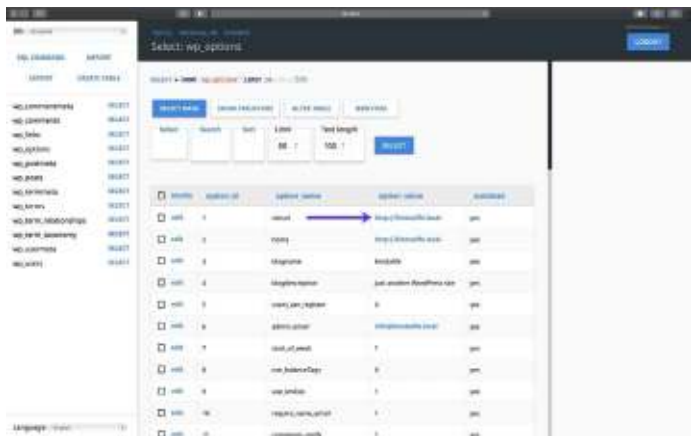 Select: wp_options
LOGOUT
SQL COMMAND IMPORT
EXPORT CREATE TABLE
wp_commentmeta SELECT
wp_comments SELECT
wp_links SELECT
wp_options SELECT
wp_postmeta SELECT
wp_posts SELECT
wp_termmeta SELECT
wp_terms SELECT
wp_term_relationships SELECT
wp_term_taxonomy SELECT
wp_usermeta SELECT
wp_users SELECT
SELECT DATA SHOW STRUCTURE ALTER TABLE NEW ITEM
Select Search Sort Limit Text length
100
SELECT
Modify option_id option_name option_value autoload
edit 1 siteurl yes
edit 2 home yes
edit 3 blogname yes
edit 4 blogdescription Just another WordPress site yes
edit 5 users_can_register 0 yes
edit 6 admin_email yes
edit 7 start_of_week 1 yes
edit 8 use_balanceTags 0 yes
edit 9 use_smilies 1 yes
edit 10 require_name_email 1 yes
Language